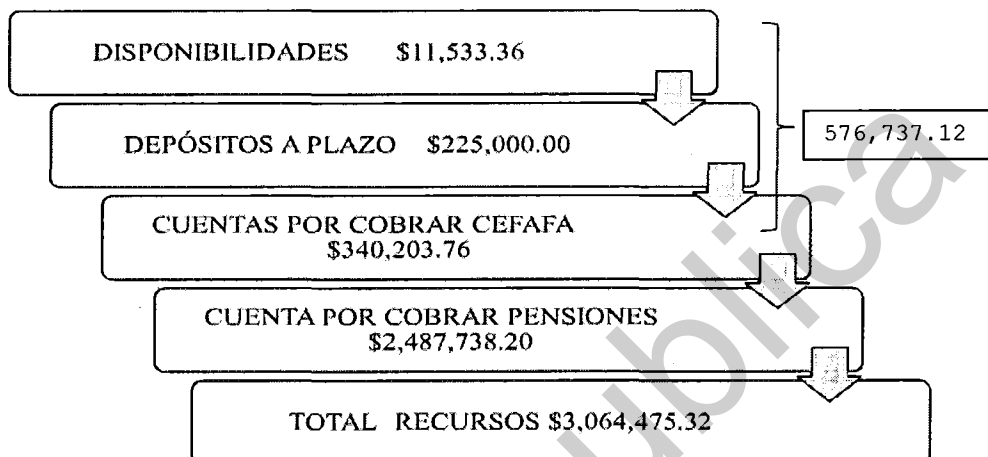 DISPONIBILIDADES $11,533.36
DEPÓSITOS A PLAZO $225,000.00
576,737.12
CUENTAS POR COBRAR CEFAFA
$340,203.76
CUENTA POR COBRAR PENSIONES
$2,487,738.20
TOTAL RECURSOS $3,064,475.32
ública